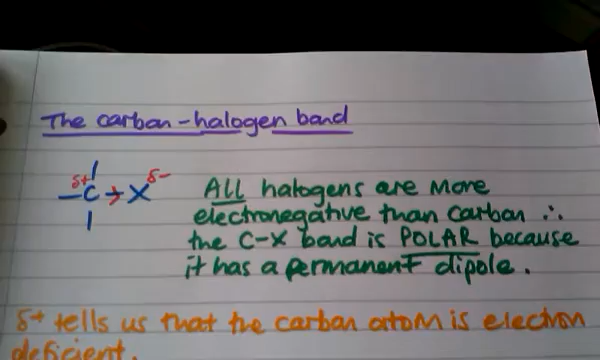 The carbon-halogen bond
δ+ δ-
C X
ALL halogens are more
electronegative than carbon ∴
the C-X bond is POLAR because
it has a permanent dipole.
δ+ tells us that the carbon atom is electron
deficient.